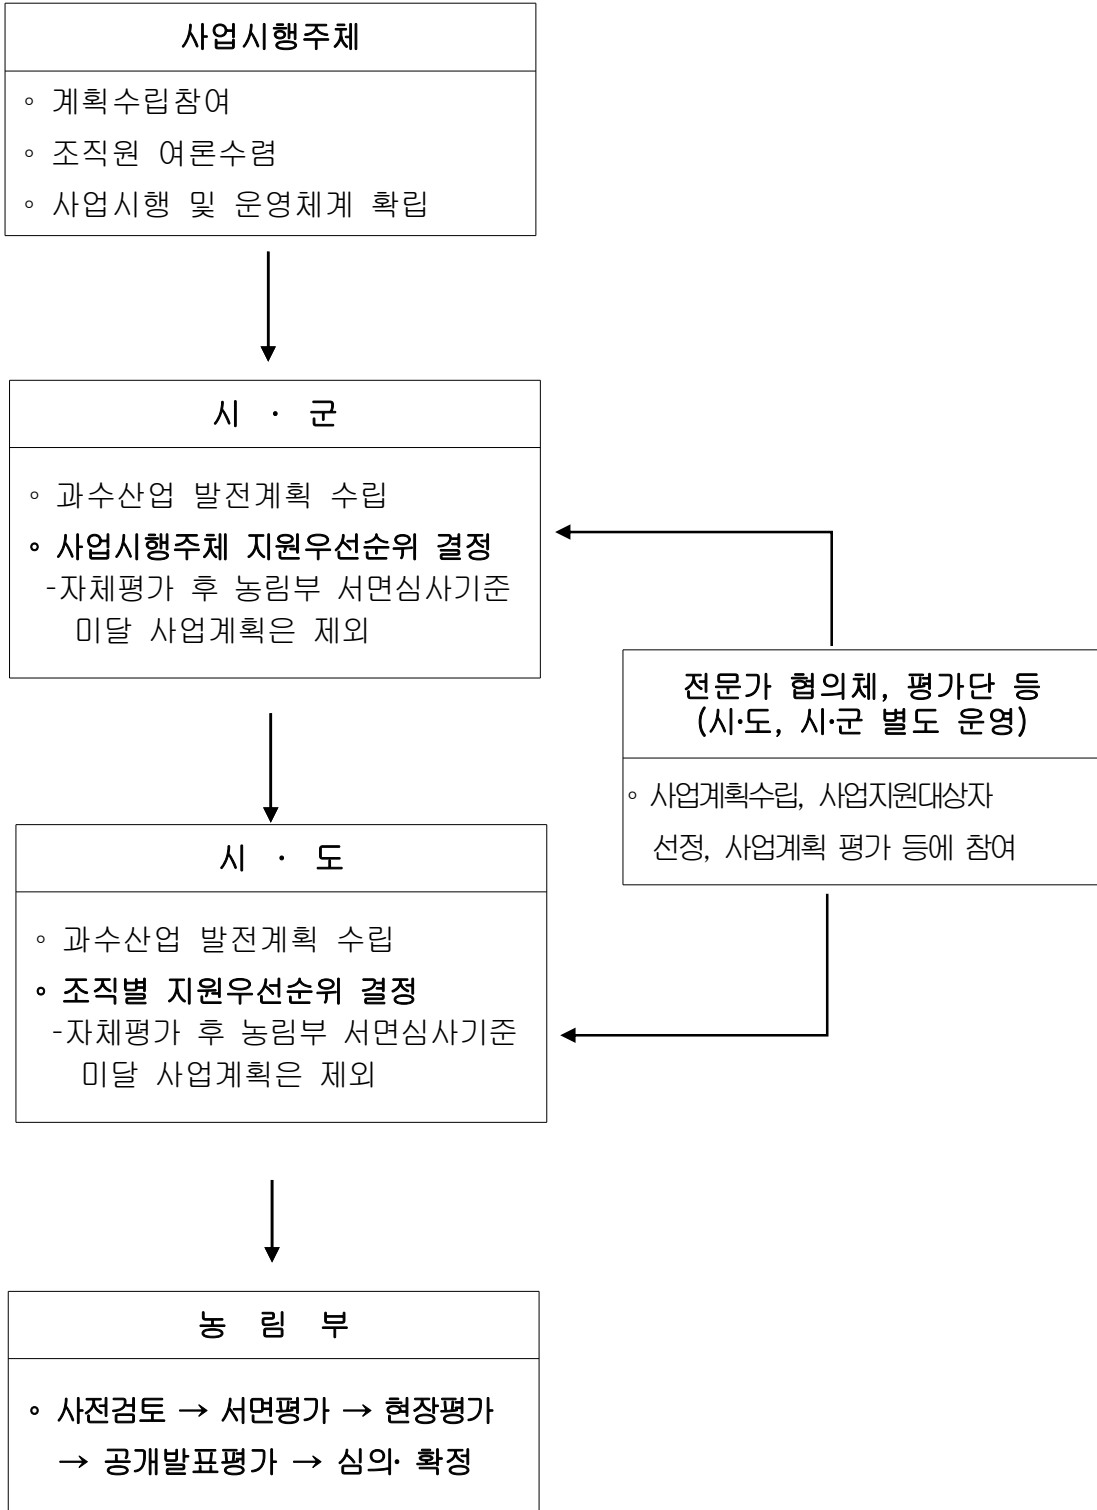 사업시행주체
◦ 계획수립참여
◦ 조직원 여론수렴
◦ 사업시행 및 운영체계 확립
시 · 군
◦ 과수산업 발전계획 수립
◦ 사업시행주체 지원우선순위 결정
-자체평가 후 농림부 서면심사기준
미달 사업계획은 제외
전문가 협의체, 평가단 등
(시·도, 시·군 별도 운영)
◦ 사업계획수립, 사업지원대상자
선정, 사업계획 평가 등에 참여
시 · 도
◦ 과수산업 발전계획 수립
◦ 조직별 지원우선순위 결정
-자체평가 후 농림부 서면심사기준
미달 사업계획은 제외
농 림 부
◦ 사전검토 → 서면평가 → 현장평가
→ 공개발표평가 → 심의· 확정